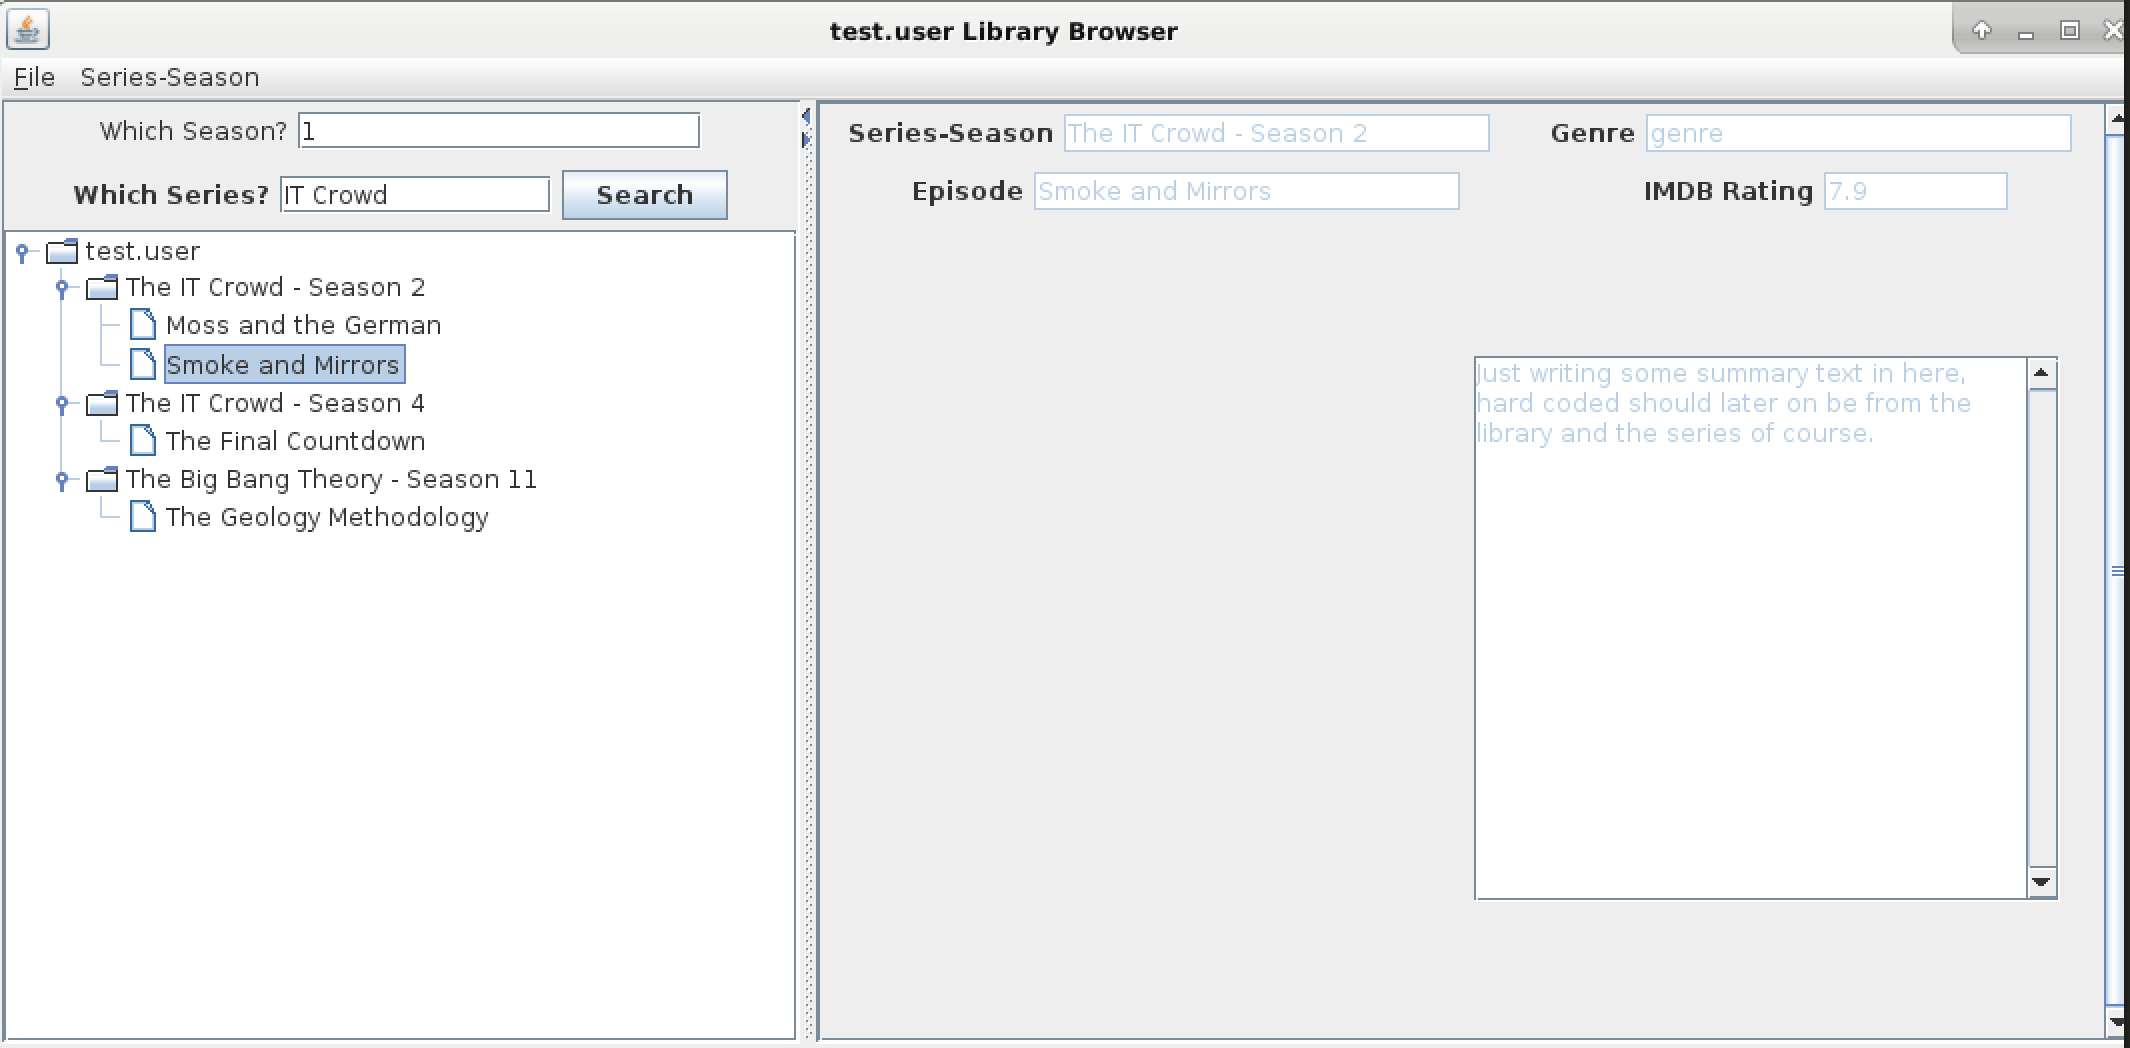 test.user Library Browser
File Series-Season
Which Season? 1
Which Series? IT Crowd Search
test.user
The IT Crowd - Season 2
Moss and the German
Smoke and Mirrors
The IT Crowd - Season 4
The Final Countdown
The Big Bang Theory - Season 11
The Geology Methodology
Series-Season The IT Crowd - Season 2 Genre genre
Episode Smoke and Mirrors IMDB Rating 7.9
Just writing some summary text in here,
hard coded should later on be from the
library and the series of course.